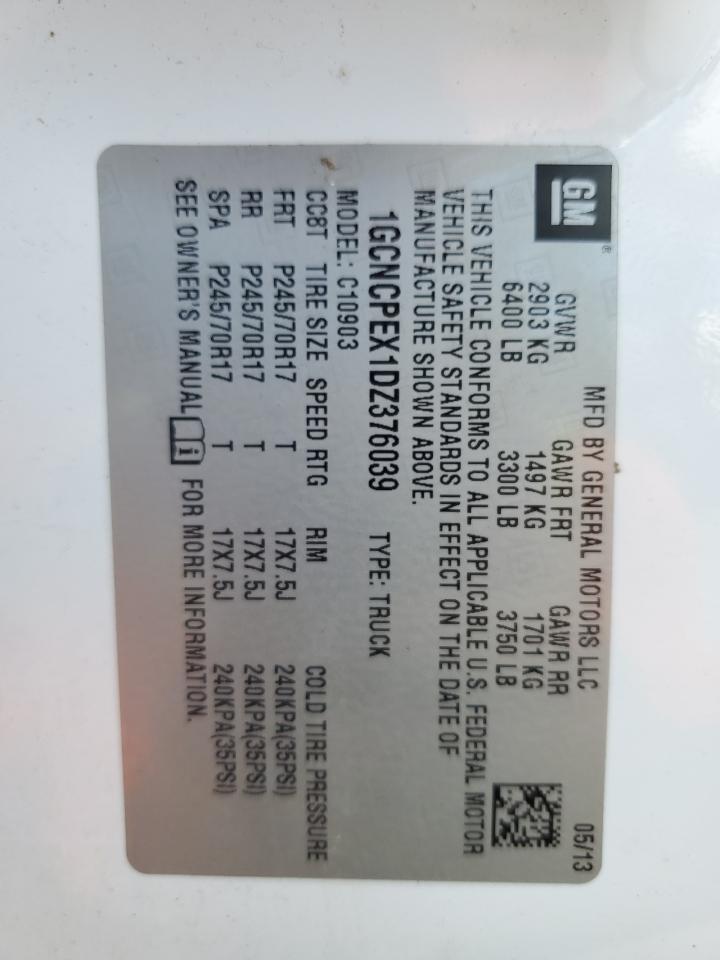 GM ®
MFD BY GENERAL MOTORS LLC 05/13
GVWR GAWR FRT GAWR RR
2903 KG 1497 KG 1701 KG
6400 LB 3300 LB 3750 LB
THIS VEHICLE CONFORMS TO ALL APPLICABLE U.S. FEDERAL MOTOR
VEHICLE SAFETY STANDARDS IN EFFECT ON THE DATE OF
MANUFACTURE SHOWN ABOVE.
1GCNCPEX1DZ376039 TYPE: TRUCK
MODEL: C10903
CC8T TIRE SIZE SPEED RTG RIM COLD TIRE PRESSURE
FRT P245/70R17 T 17X7.5J 240KPA(35PSI)
RR P245/70R17 T 17X7.5J 240KPA(35PSI)
SPA P245/70R17 T 17X7.5J 240KPA(35PSI)
SEE OWNER'S MANUAL i FOR MORE INFORMATION.